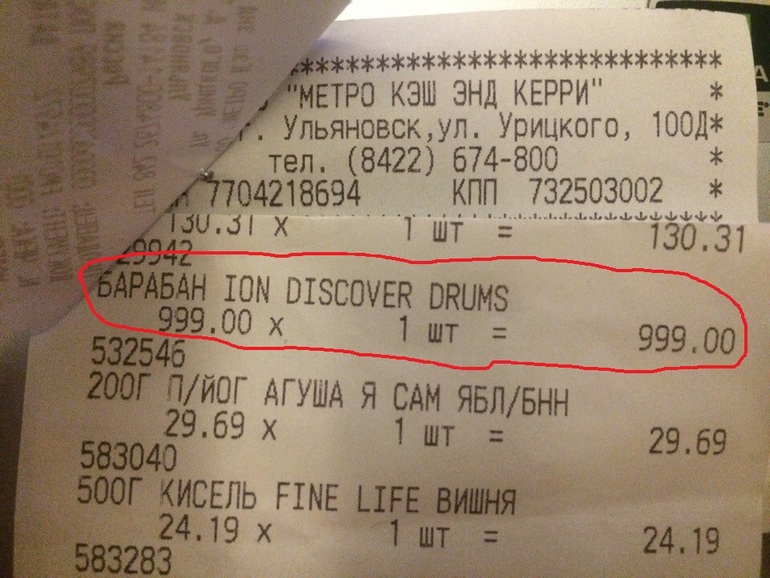 *********************************
"МЕТРО КЭШ ЭНД КЕРРИ" *
г. Ульяновск,ул. Урицкого, 100Д*
тел. (8422) 674-800 *
7704218694 КПП 732503002 *
130.31 x 1 шт = 130.31
29942
БАРАБАН ION DISCOVER DRUMS
999.00 x 1 шт = 999.00
532546
200Г П/ЙОГ АГУША Я САМ ЯБЛ/БНН
29.69 x 1 шт = 29.69
583040
500Г КИСЕЛЬ FINE LIFE ВИШНЯ
24.19 x 1 шт = 24.19
583283